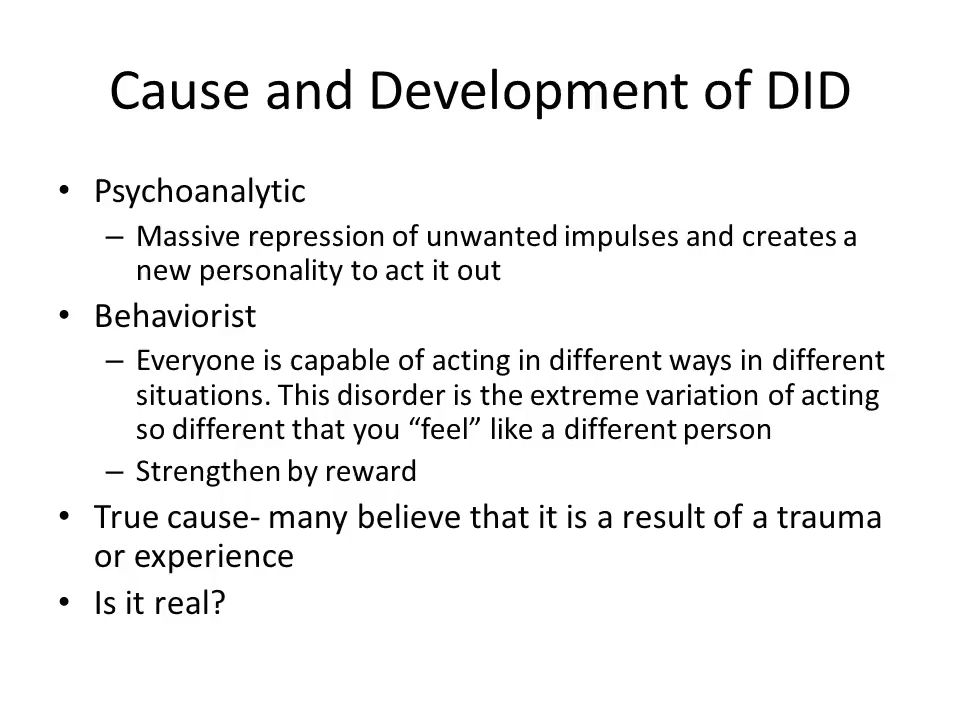 Cause and Development of DID
• Psychoanalytic
– Massive repression of unwanted impulses and creates a
new personality to act it out
• Behaviorist
– Everyone is capable of acting in different ways in different
situations. This disorder is the extreme variation of acting
so different that you “feel” like a different person
– Strengthen by reward
• True cause- many believe that it is a result of a trauma
or experience
• Is it real?